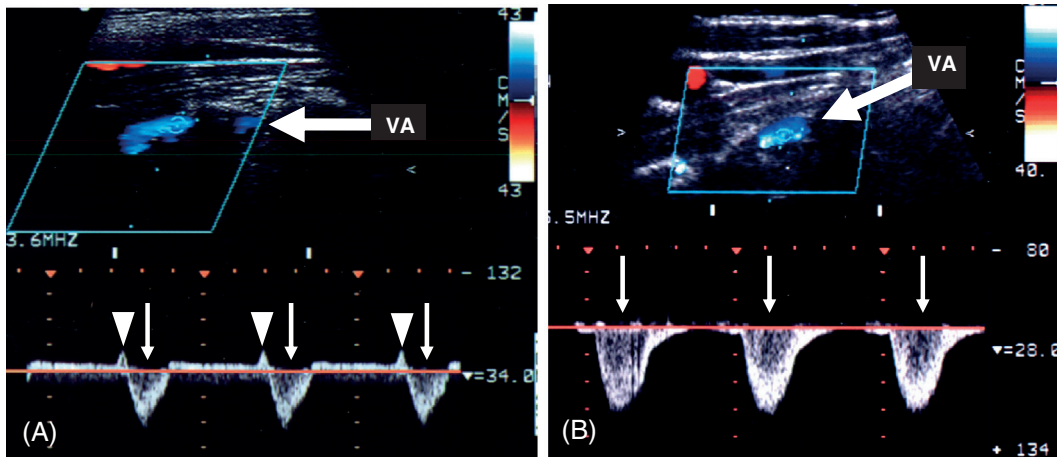 43
D
M
/
S
43
VA
<
3.6MHZ
- 132
▼=34.0
(A)
VA
D
M
/
S
40.
>
<
5.5MHZ
- 80
▼=28.0
+ 134
(B)